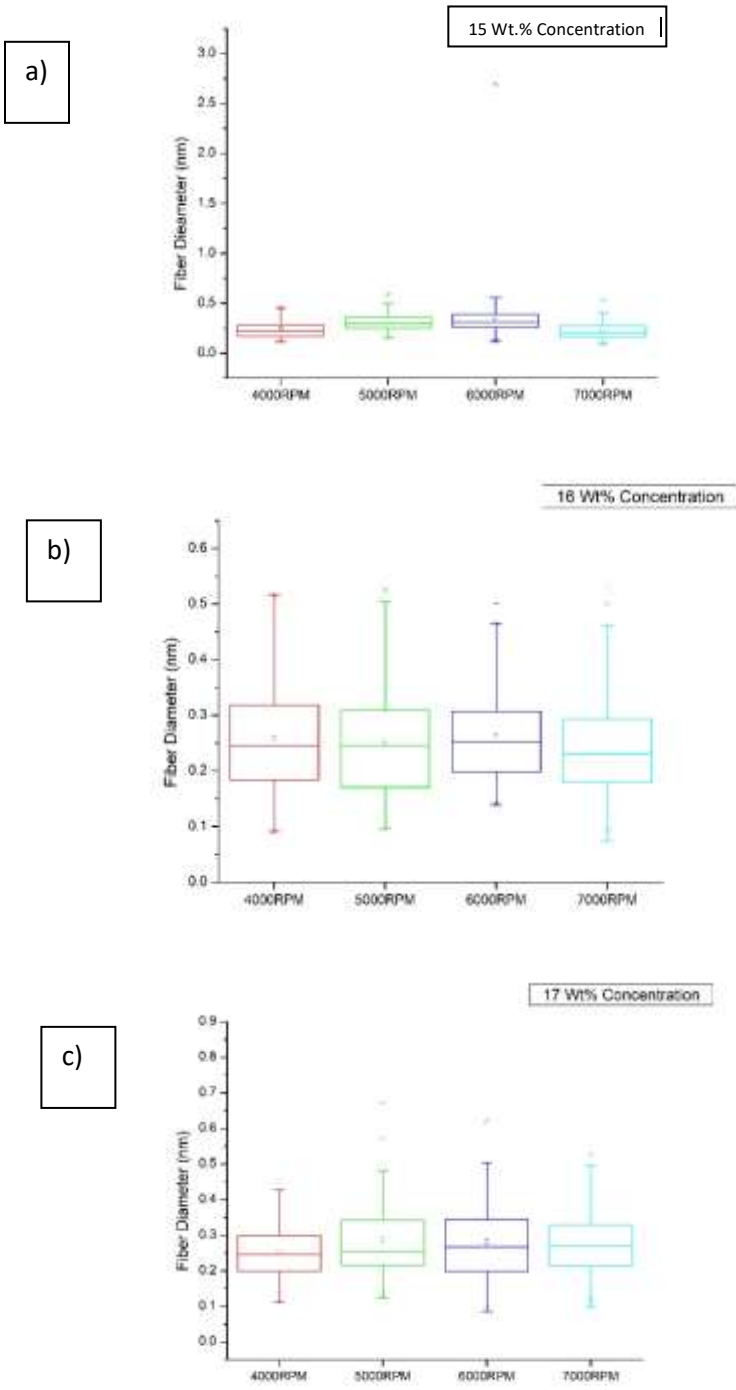 15 Wt.% Concentration
a)
3.0
2.5
2.0
1.5
1.0
0.5
0.0
Fiber Dieameter (nm)
4000RPM 5000RPM 6000RPM 7000RPM
16 Wt% Concentration
b)
0.6
0.5
0.4
0.3
0.2
0.1
0.0
Fiber Diameter (nm)
4000RPM 5000RPM 6000RPM 7000RPM
17 Wt% Concentration
c)
0.9
0.8
0.7
0.6
0.5
0.4
0.3
0.2
0.1
0.0
Fiber Diameter (nm)
4000RPM 5000RPM 6000RPM 7000RPM